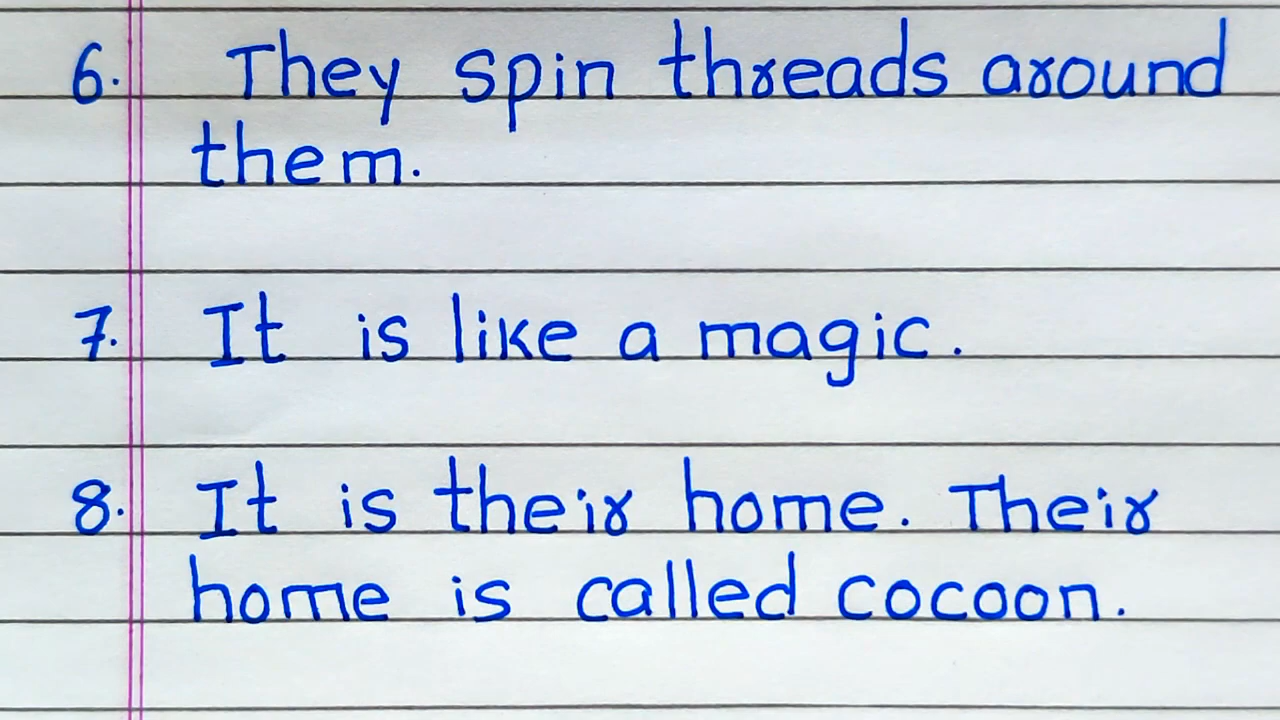 6. They spin threads around
them.
7. It is like a magic.
8. It is their home. Their
home is called cocoon.